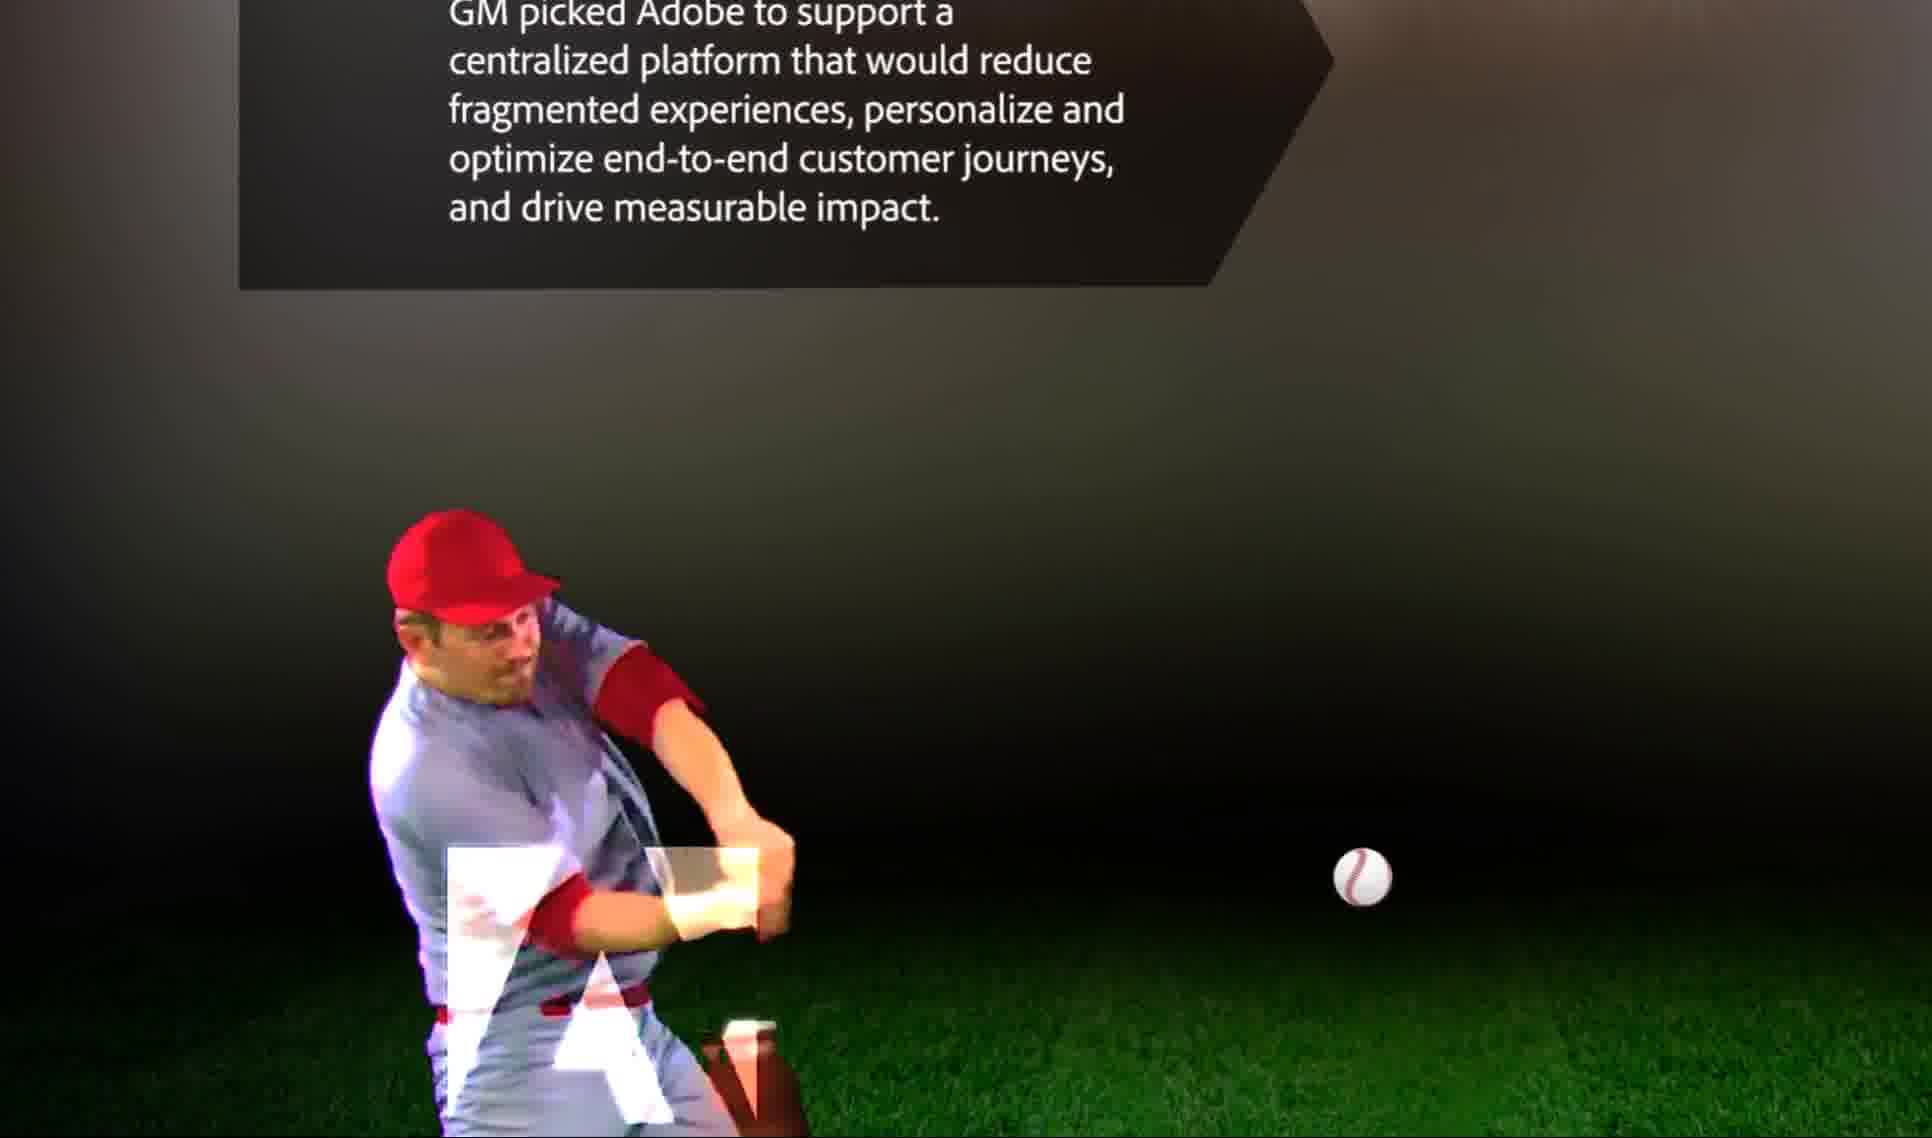 GM picked Adobe to support a
centralized platform that would reduce
fragmented experiences, personalize and
optimize end-to-end customer journeys,
and drive measurable impact.